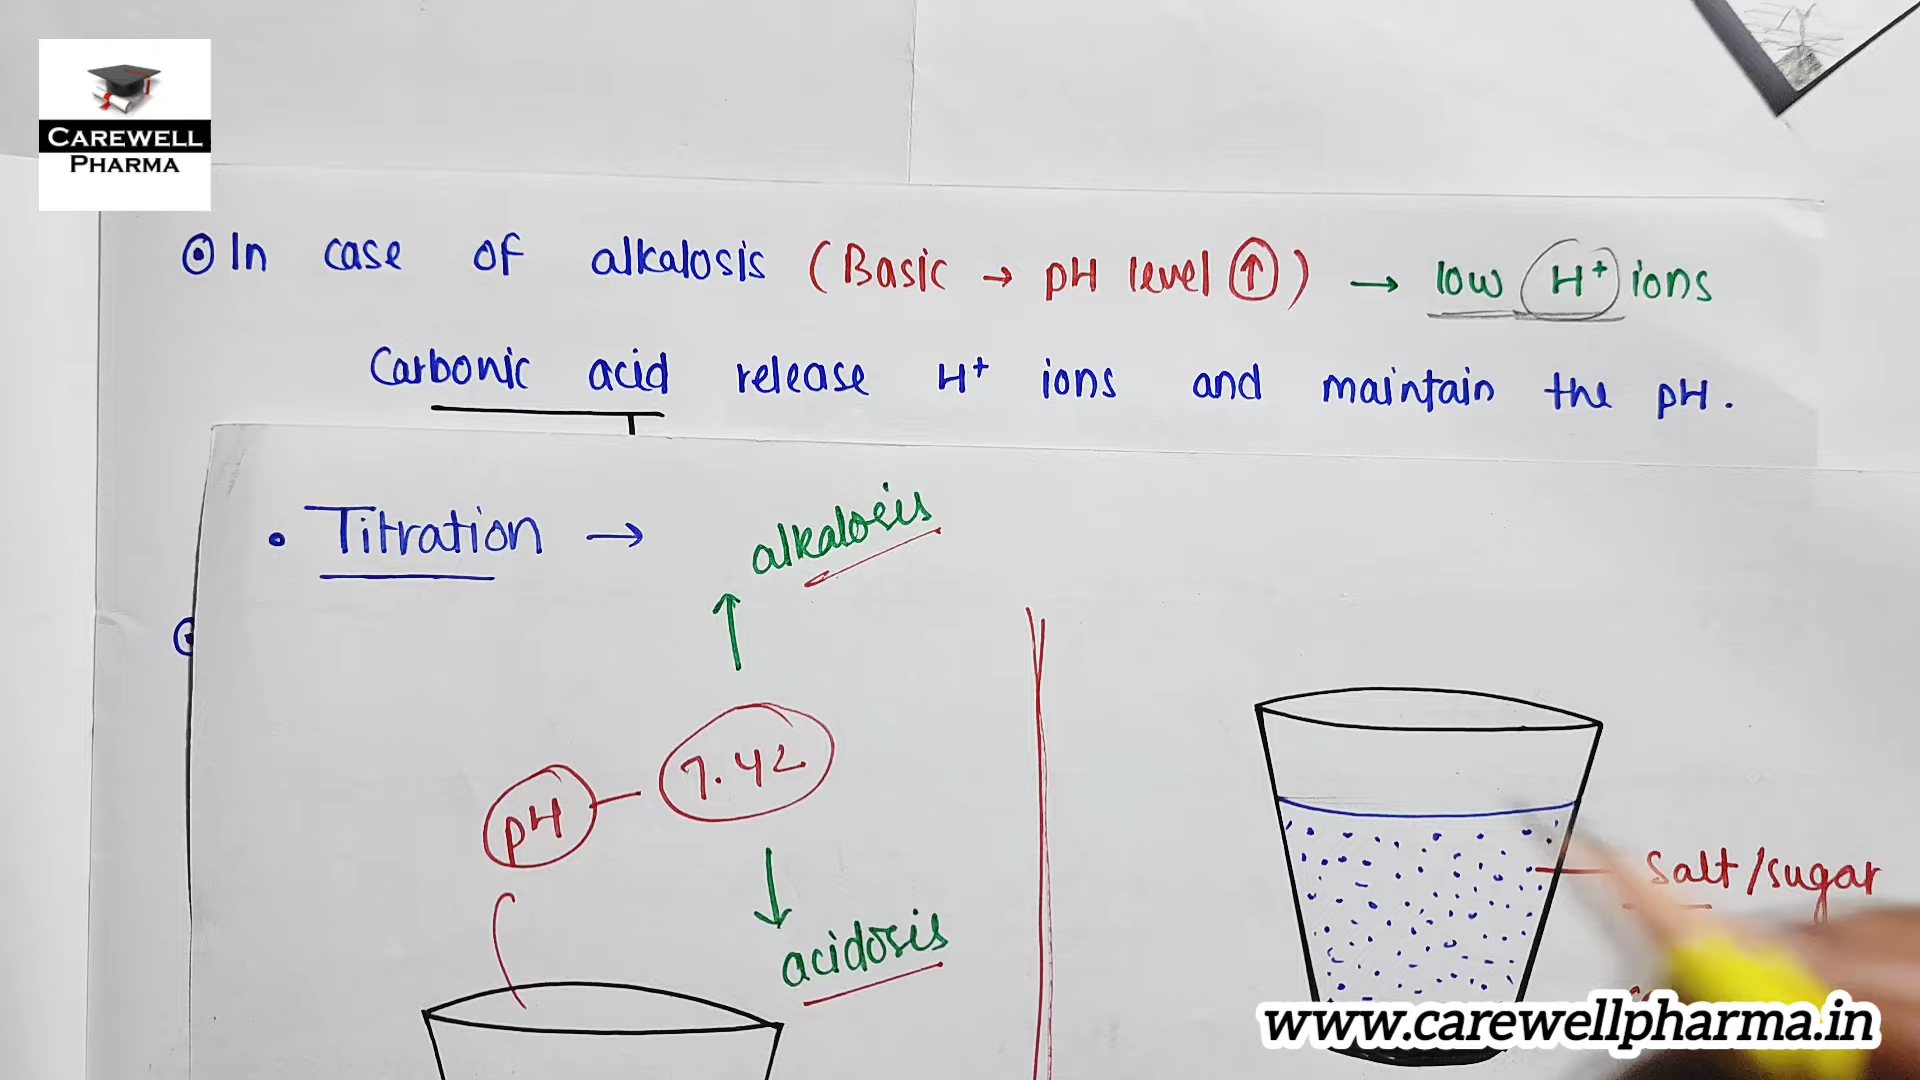 CAREWELL
PHARMA
In case of alkalosis (Basic → pH level ↑) → low H+ ions
Carbonic acid release H+ ions and maintain the pH.
• Titration →
alkalosis
↑
pH - 7.42
↓
acidosis
Salt/sugar
www.carewellpharma.in